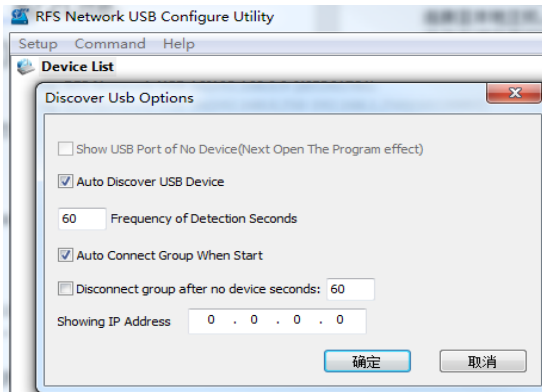 RFS Network USB Configure Utility
Setup Command Help
Device List
Discover Usb Options
Show USB Port of No Device(Next Open The Program effect)
Auto Discover USB Device
60 Frequency of Detection Seconds
Auto Connect Group When Start
Disconnect group after no device seconds: 60
Showing IP Address 0 . 0 . 0 . 0
确定 取消